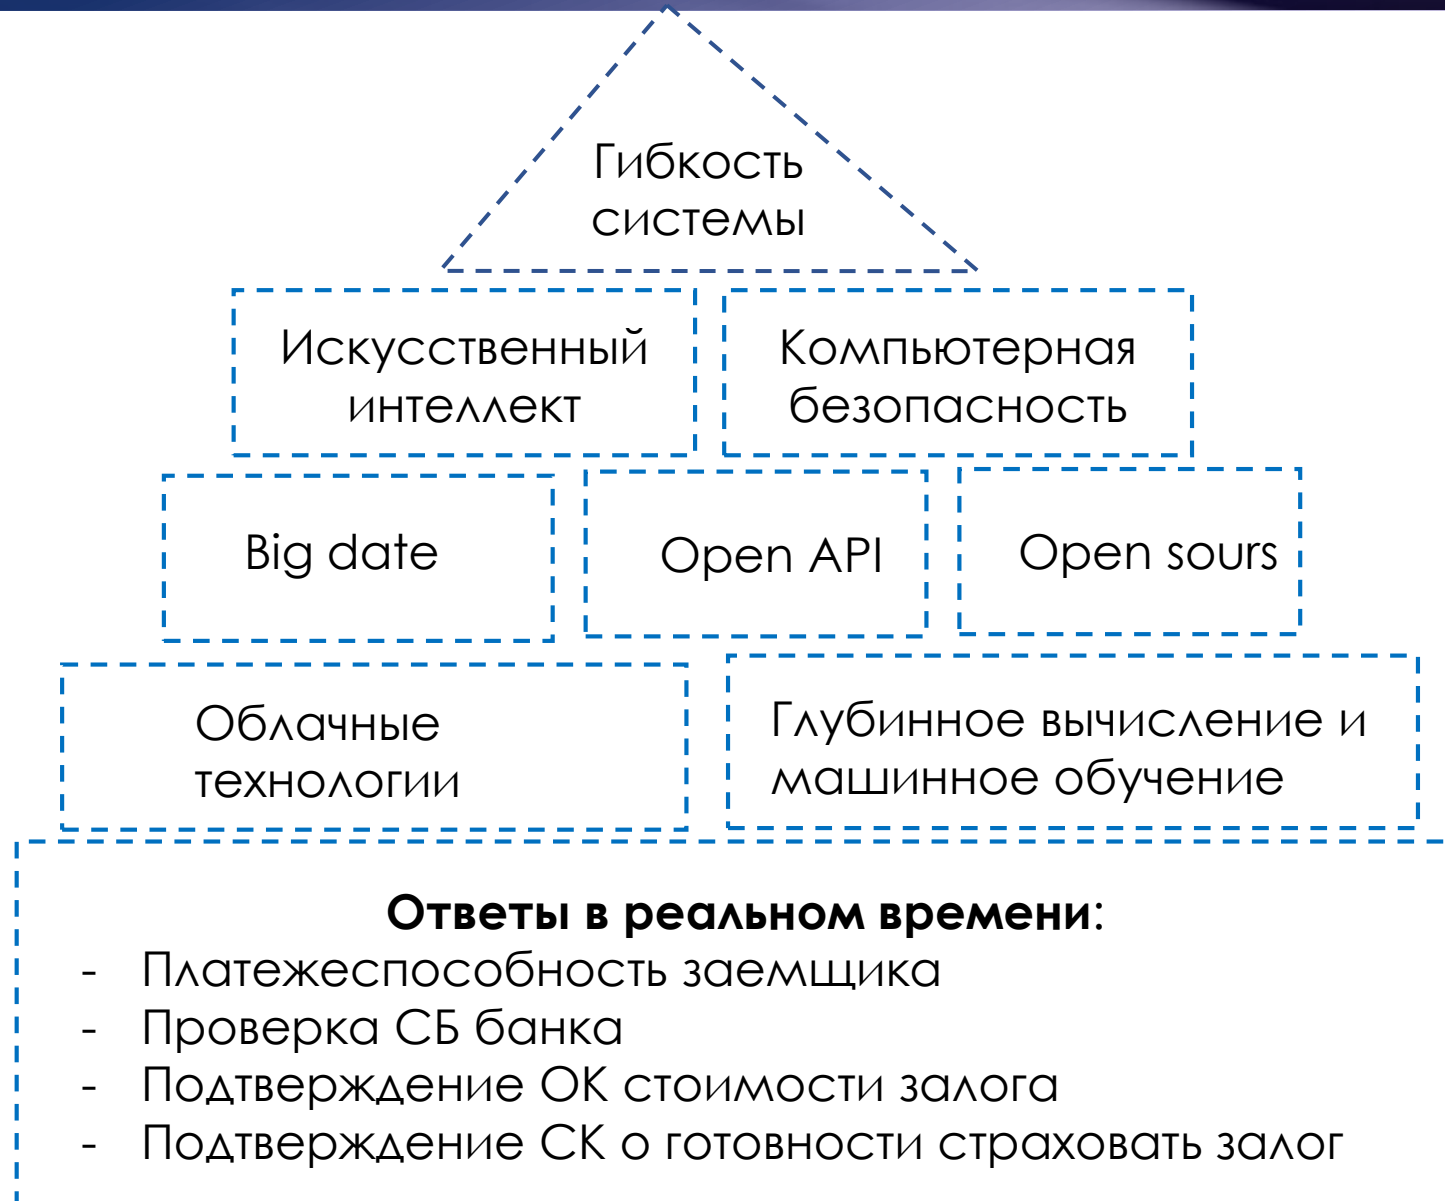 Гибкость
системы
Искусственный
интеллект
Компьютерная
безопасность
Big date
Open API
Open sours
Облачные
технологии
Глубинное вычисление и
машинное обучение
Ответы в реальном времени:
- Платежеспособность заемщика
- Проверка СБ банка
- Подтверждение ОК стоимости залога
- Подтверждение СК о готовности страховать залог